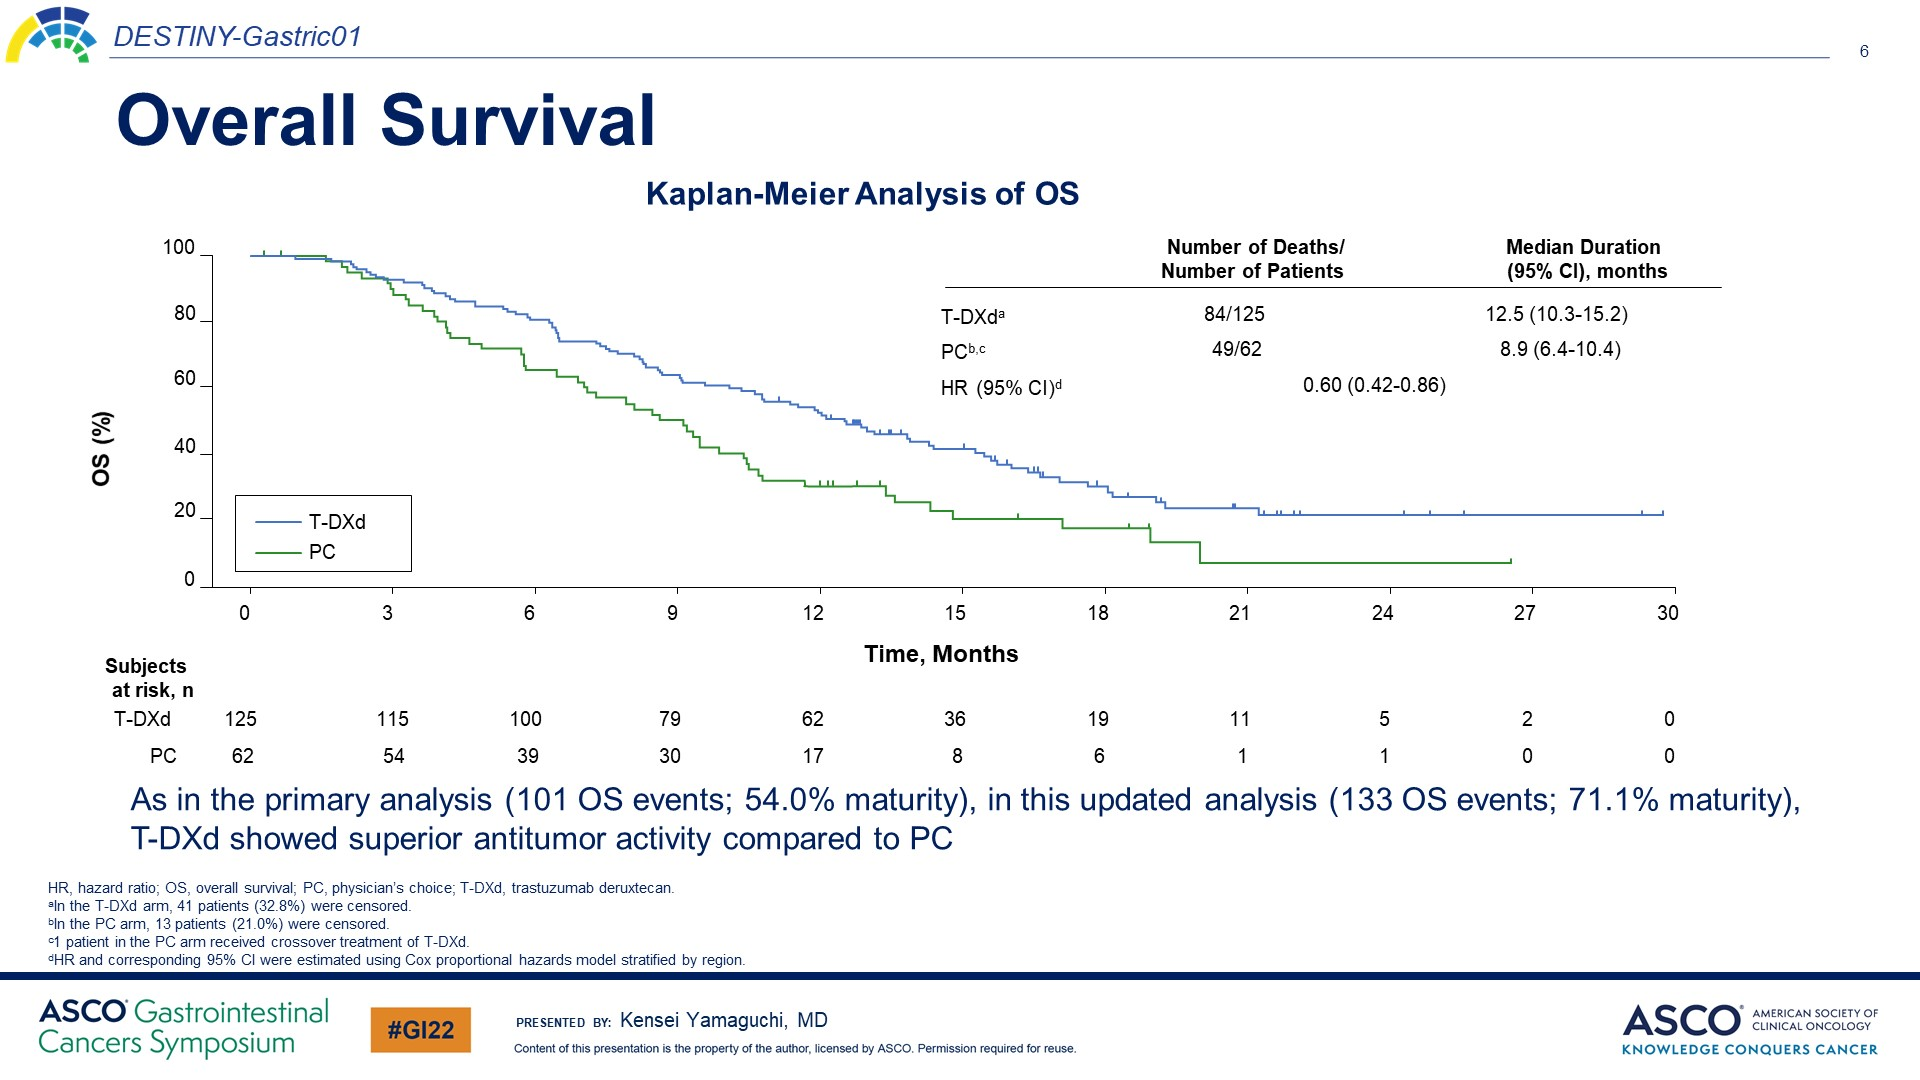 DESTINY-Gastric01
6
Overall Survival
Kaplan-Meier Analysis of OS
Number of Deaths/ Median Duration
Number of Patients (95% CI), months
T-DXdᵃ 84/125 12.5 (10.3-15.2)
PCᵇ,ᶜ 49/62 8.9 (6.4-10.4)
HR (95% CI)ᵈ 0.60 (0.42-0.86)
OS (%)
100
80
60
40
20
0
T-DXd
PC
0 3 6 9 12 15 18 21 24 27 30
Time, Months
Subjects
at risk, n
T-DXd 125 115 100 79 62 36 19 11 5 2 0
PC 62 54 39 30 17 8 6 1 1 0 0
As in the primary analysis (101 OS events; 54.0% maturity), in this updated analysis (133 OS events; 71.1% maturity),
T-DXd showed superior antitumor activity compared to PC
HR, hazard ratio; OS, overall survival; PC, physician’s choice; T-DXd, trastuzumab deruxtecan.
ᵃIn the T-DXd arm, 41 patients (32.8%) were censored.
ᵇIn the PC arm, 13 patients (21.0%) were censored.
ᶜ1 patient in the PC arm received crossover treatment of T-DXd.
ᵈHR and corresponding 95% CI were estimated using Cox proportional hazards model stratified by region.
ASCO® Gastrointestinal
Cancers Symposium
#GI22
PRESENTED BY: Kensei Yamaguchi, MD
Content of this presentation is the property of the author, licensed by ASCO. Permission required for reuse.
ASCO® AMERICAN SOCIETY OF
CLINICAL ONCOLOGY
KNOWLEDGE CONQUERS CANCER